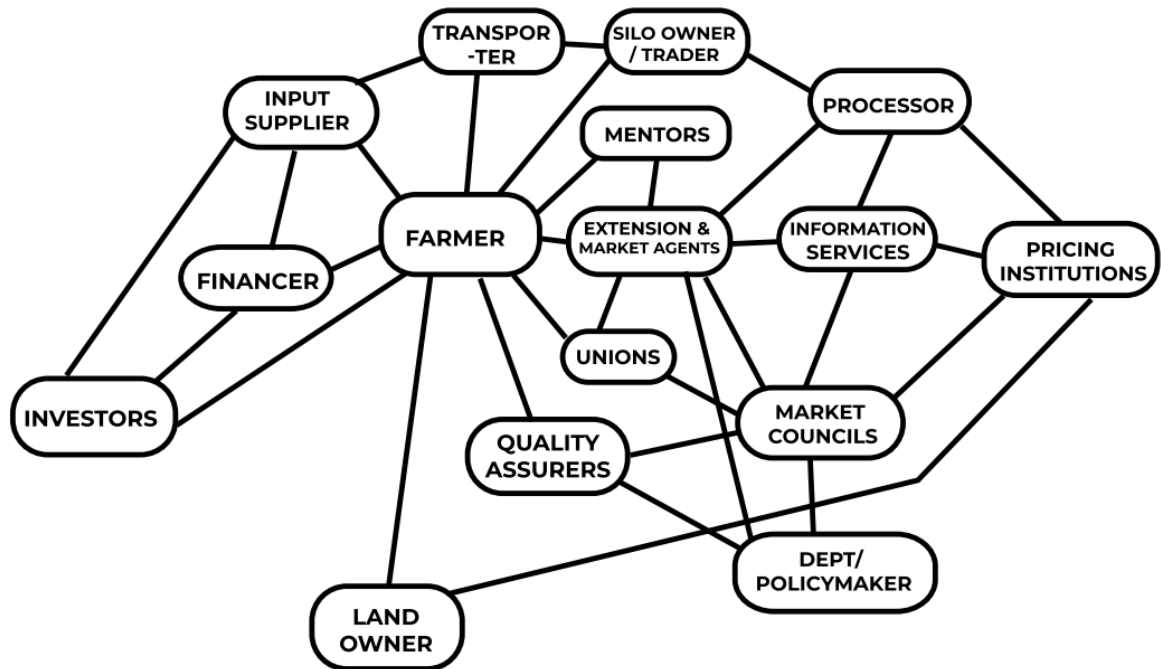 TRANSPOR
-TER
SILO OWNER
/ TRADER
INPUT
SUPPLIER
PROCESSOR
MENTORS
FARMER
EXTENSION &
MARKET AGENTS
INFORMATION
SERVICES
PRICING
INSTITUTIONS
FINANCER
UNIONS
INVESTORS
MARKET
COUNCILS
QUALITY
ASSURERS
DEPT/
POLICYMAKER
LAND
OWNER